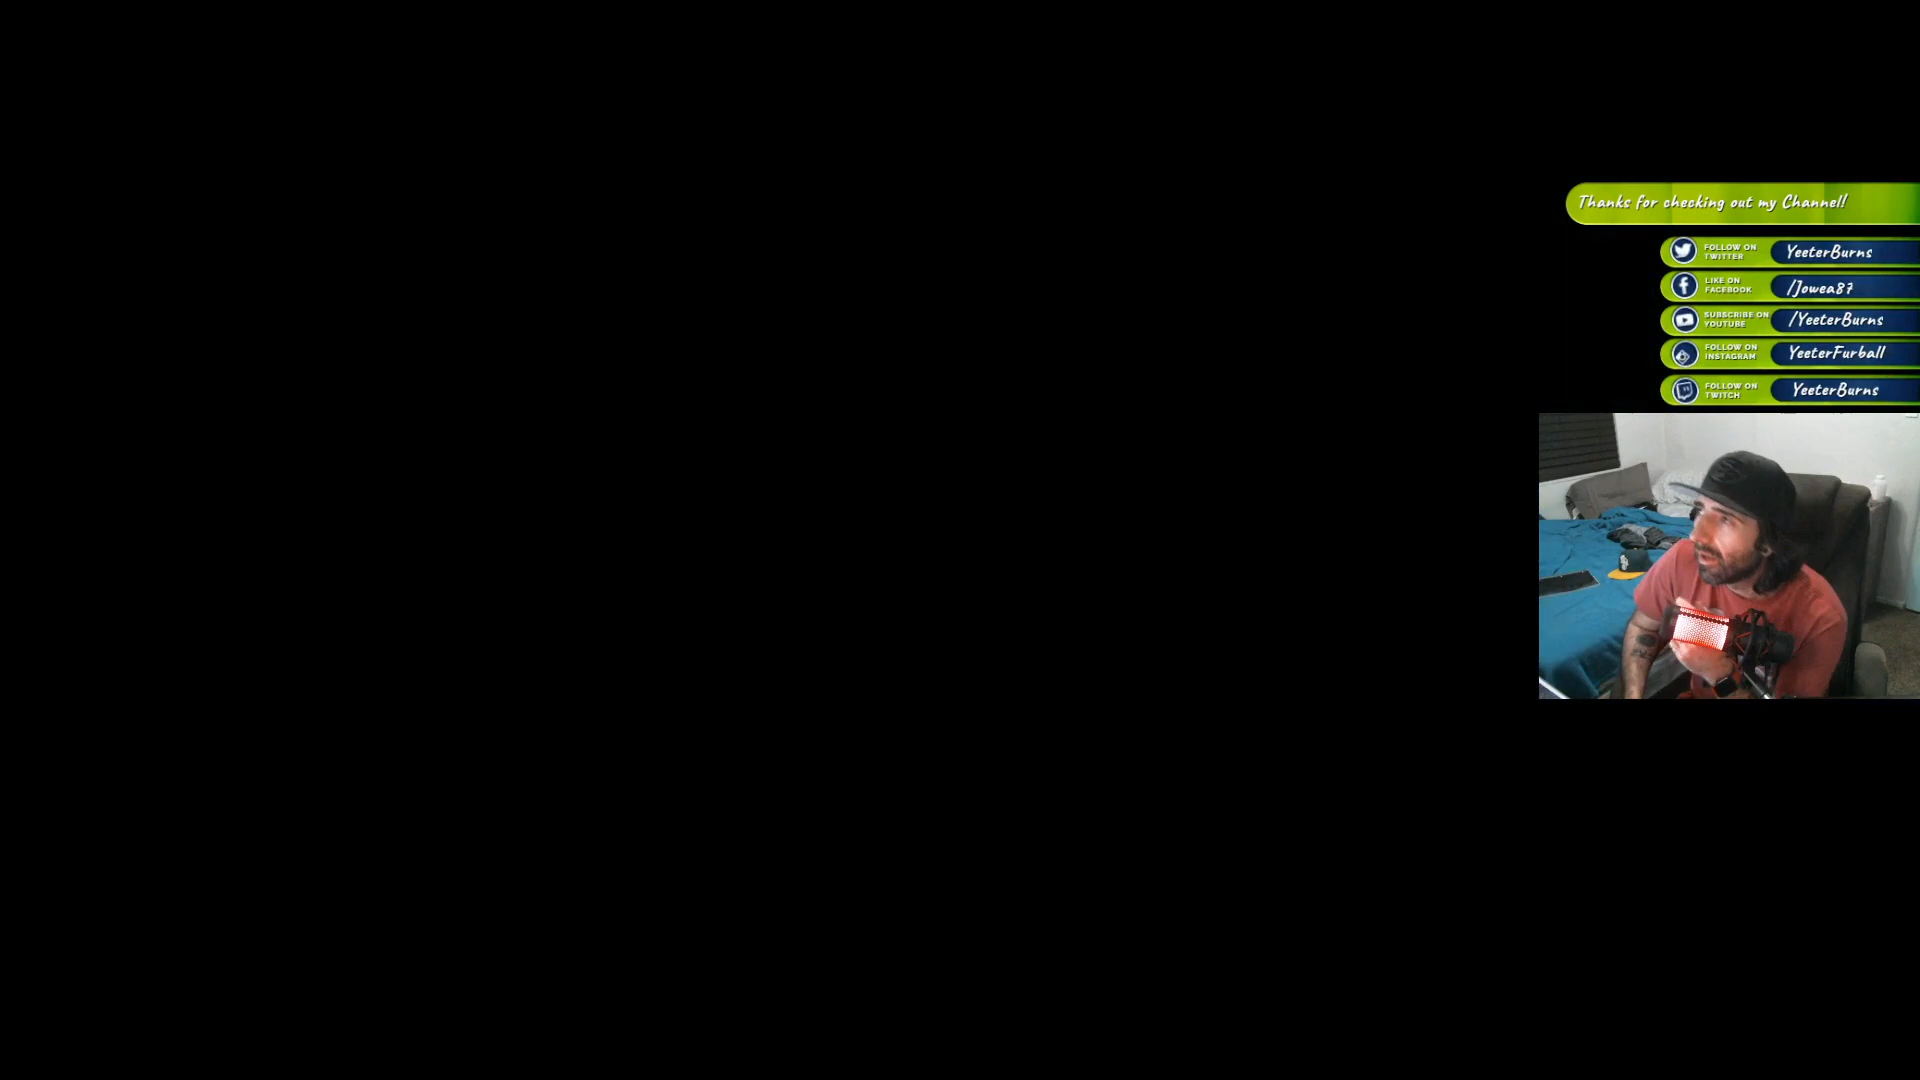 Thanks for checking out my Channel!
FOLLOW ON
TWITTER
YeeterBurns
LIKE ON
FACEBOOK
/Jowea87
SUBSCRIBE ON
YOUTUBE
/YeeterBurns
FOLLOW ON
INSTAGRAM
YeeterFurball
FOLLOW ON
TWITCH
YeeterBurns